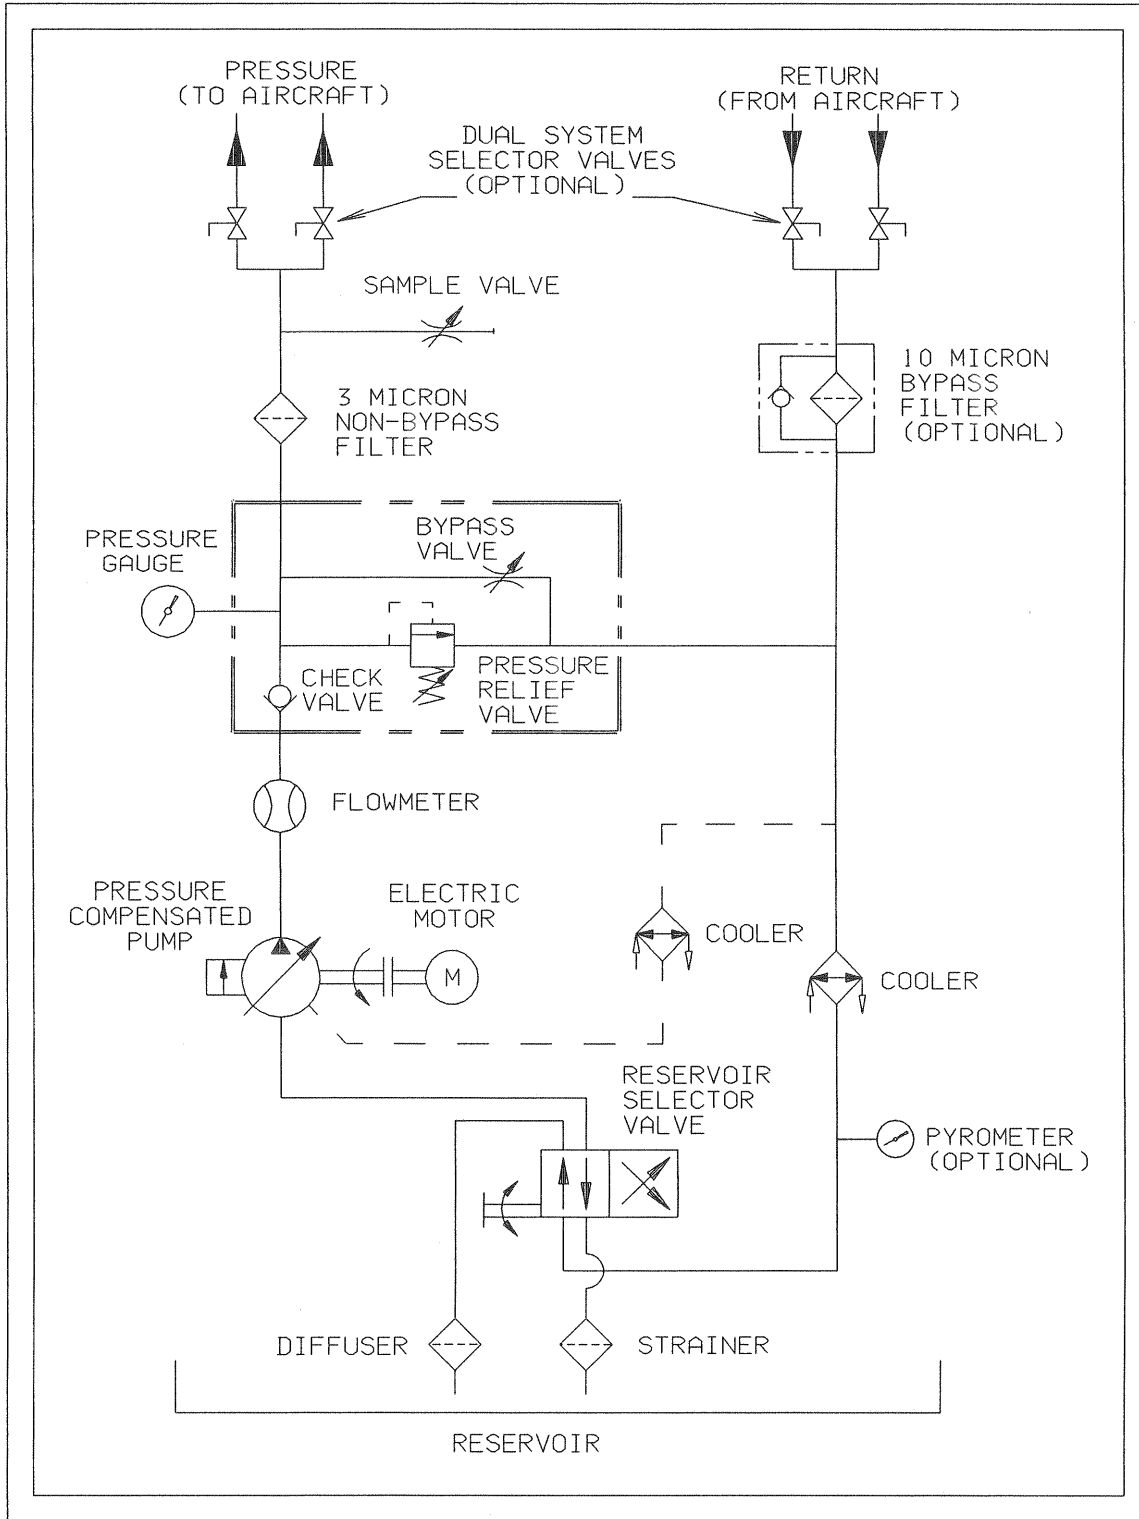 PRESSURE
(TO AIRCRAFT)
RETURN
(FROM AIRCRAFT)
DUAL SYSTEM
SELECTOR VALVES
(OPTIONAL)
SAMPLE VALVE
3 MICRON
NON-BYPASS
FILTER
10 MICRON
BYPASS
FILTER
(OPTIONAL)
PRESSURE
GAUGE
BYPASS
VALVE
CHECK
VALVE
PRESSURE
RELIEF
VALVE
FLOWMETER
PRESSURE
COMPENSATED
PUMP
ELECTRIC
MOTOR
M
COOLER
COOLER
RESERVOIR
SELECTOR
VALVE
PYROMETER
(OPTIONAL)
DIFFUSER
STRAINER
RESERVOIR